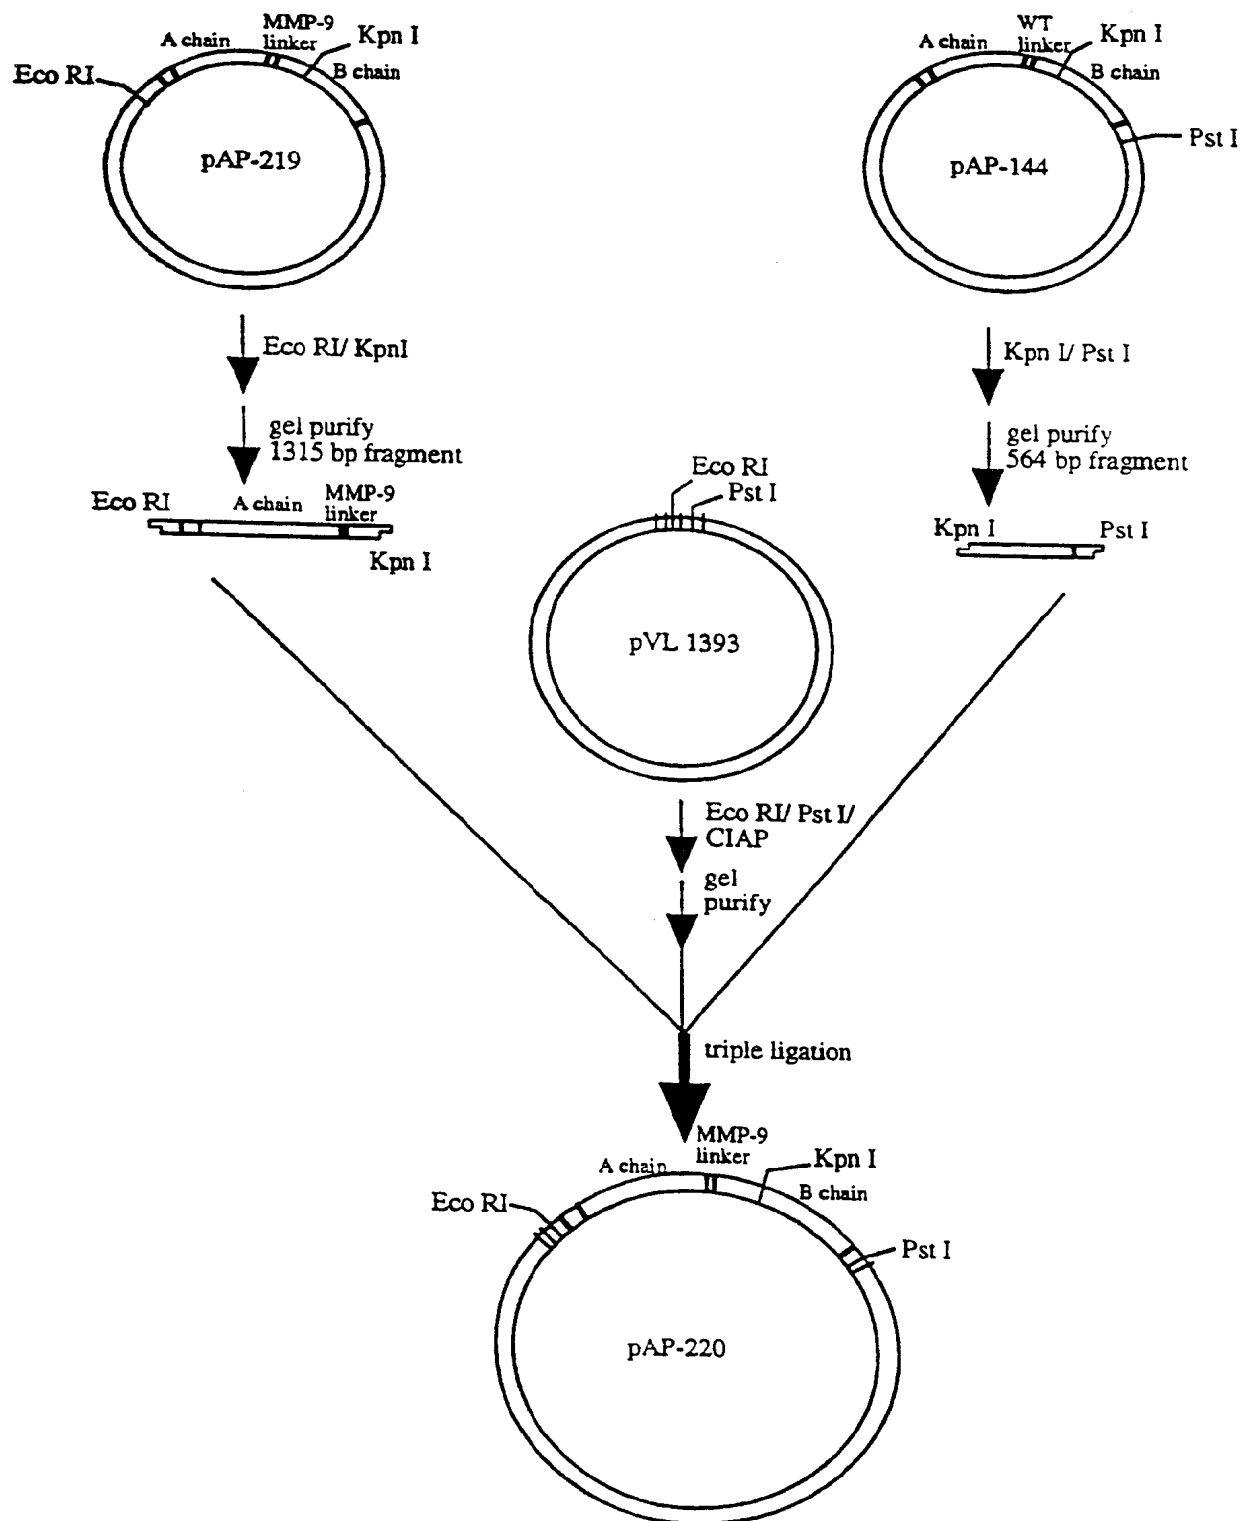 MMP-9
linker
A chain
Kpn I
B chain
Eco RI
pAP-219
WT
linker
A chain
Kpn I
B chain
Pst I
pAP-144
Eco RI/ KpnI
gel purify
1315 bp fragment
Kpn I/ Pst I
gel purify
564 bp fragment
Eco RI
A chain
MMP-9
linker
Kpn I
Eco RI
Pst I
Kpn I
Pst I
pVL 1393
Eco RI/ Pst I/
CIAP
gel
purify
triple ligation
MMP-9
linker
A chain
Kpn I
B chain
Eco RI
Pst I
pAP-220